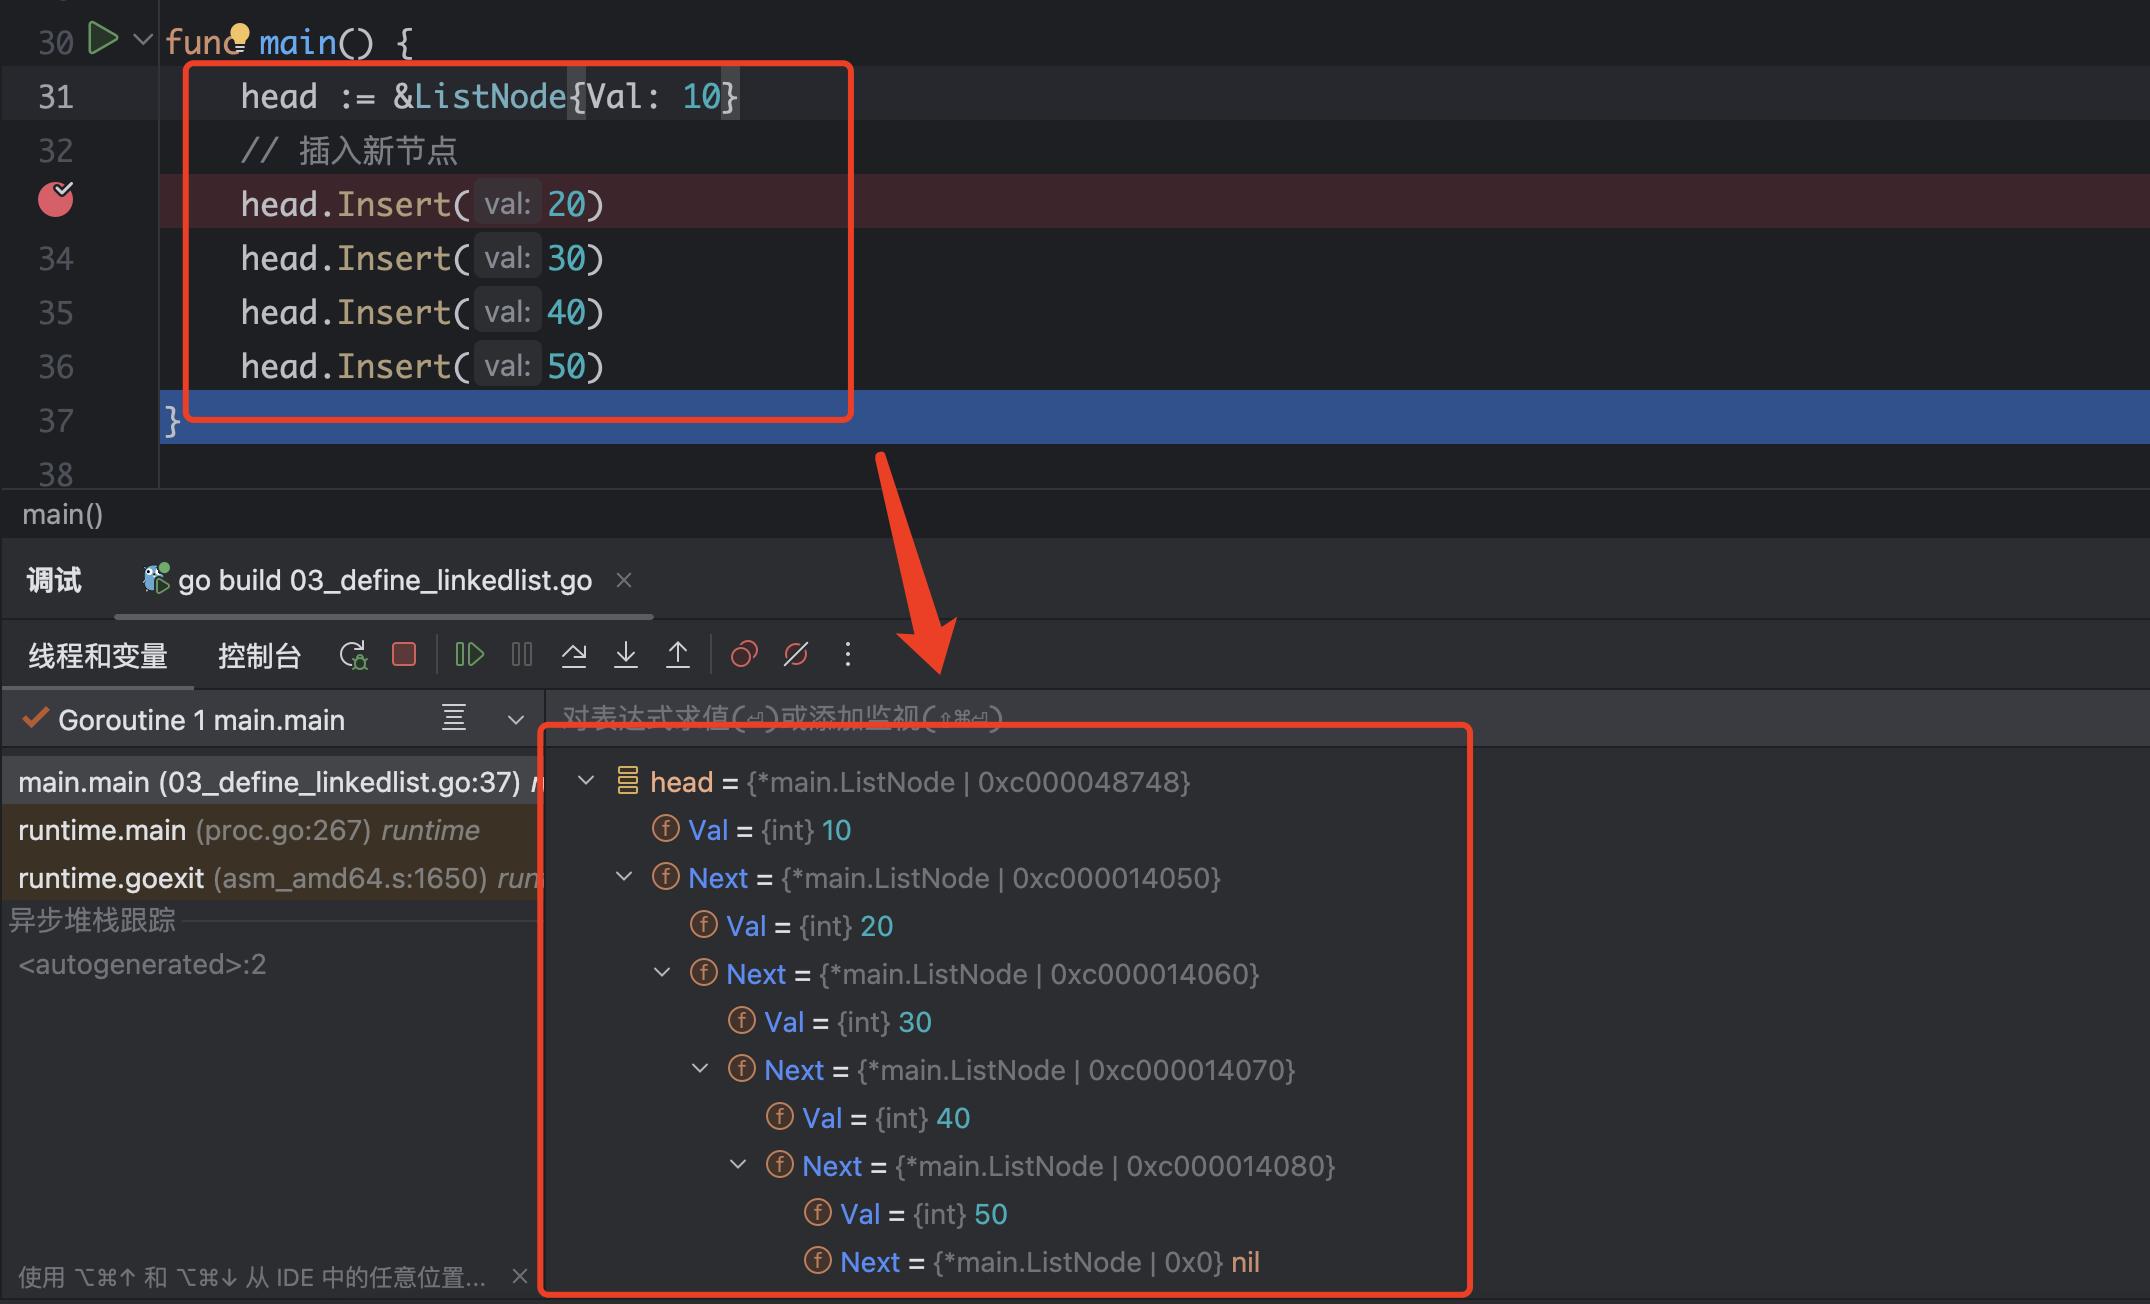 30 func main() {
31 head := &ListNode{Val: 10}
32 // 插入新节点
head.Insert( val: 20)
34 head.Insert( val: 30)
35 head.Insert( val: 40)
36 head.Insert( val: 50)
37 }
38
main()
调试 go build 03_define_linkedlist.go ×
线程和变量 控制台
Goroutine 1 main.main
对表达式求值(⏎)或添加监视(⇧⌘⏎)
main.main (03_define_linkedlist.go:37)
runtime.main (proc.go:267) runtime
runtime.goexit (asm_amd64.s:1650) run
异步堆栈跟踪
<autogenerated>:2
使用 ⌥⌘↑ 和 ⌥⌘↓ 从 IDE 中的任意位置... ×
head = {*main.ListNode | 0xc000048748}
f Val = {int} 10
f Next = {*main.ListNode | 0xc000014050}
f Val = {int} 20
f Next = {*main.ListNode | 0xc000014060}
f Val = {int} 30
f Next = {*main.ListNode | 0xc000014070}
f Val = {int} 40
f Next = {*main.ListNode | 0xc000014080}
f Val = {int} 50
f Next = {*main.ListNode | 0x0} nil